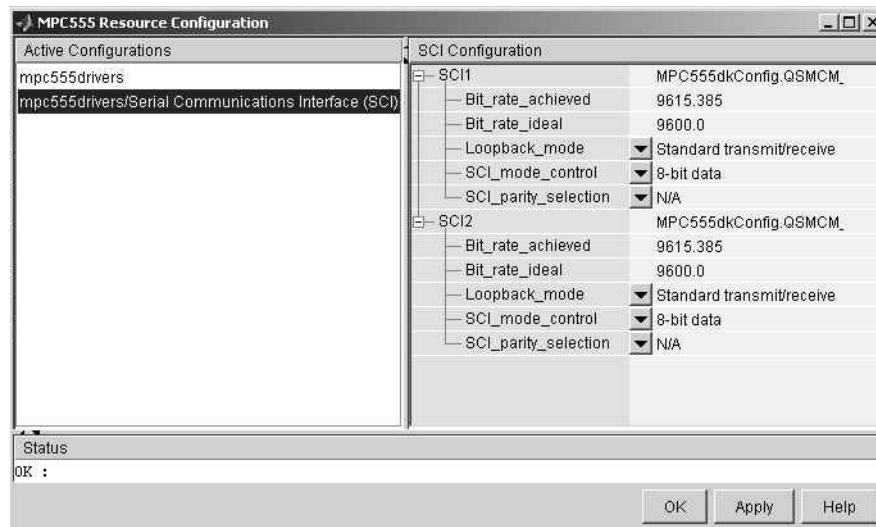 MPC555 Resource Configuration
Active Configurations
mpc555drivers
mpc555drivers/Serial Communications Interface (SCI)
SCI Configuration
SCI1 MPC555dkConfig.QSMCM_
Bit_rate_achieved 9615.385
Bit_rate_ideal 9600.0
Loopback_mode Standard transmit/receive
SCI_mode_control 8-bit data
SCI_parity_selection N/A
SCI2 MPC555dkConfig.QSMCM_
Bit_rate_achieved 9615.385
Bit_rate_ideal 9600.0
Loopback_mode Standard transmit/receive
SCI_mode_control 8-bit data
SCI_parity_selection N/A
Status
OK :
OK Apply Help